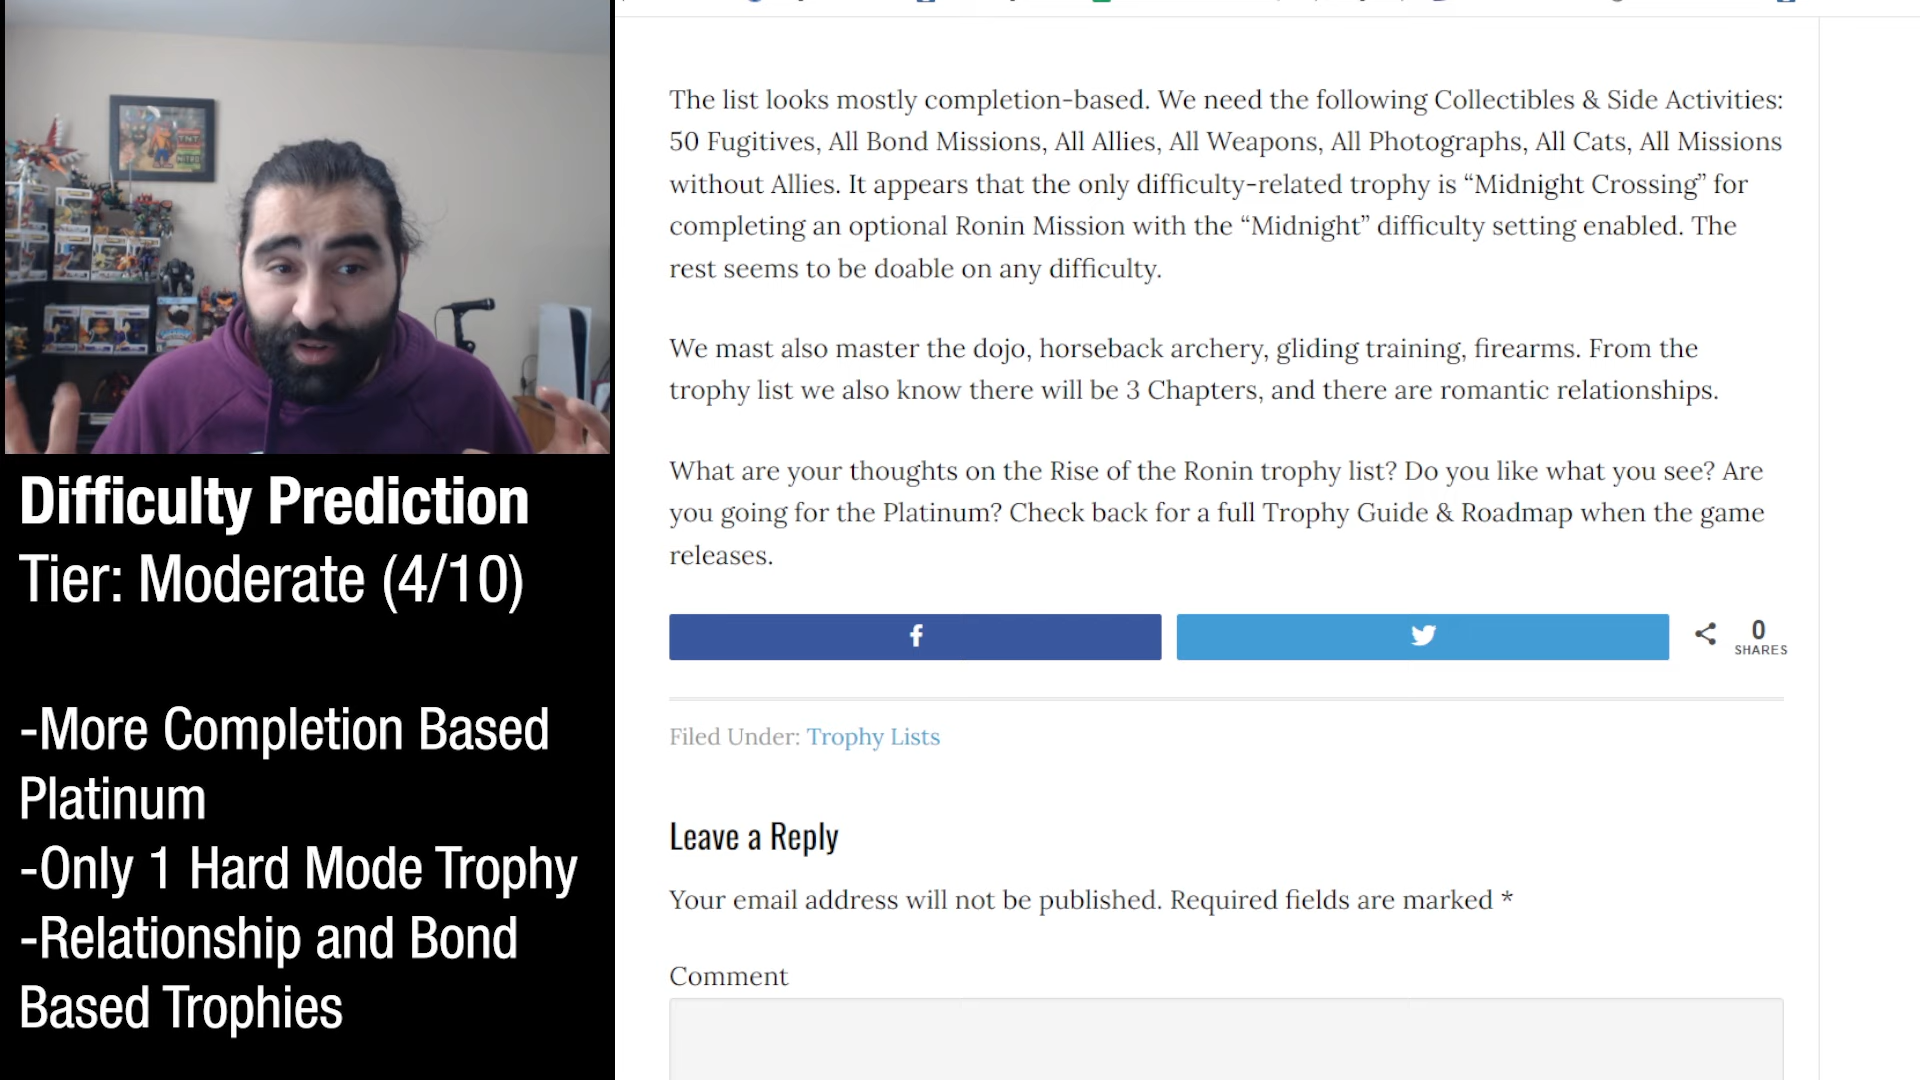 Difficulty Prediction
Tier: Moderate (4/10)
-More Completion Based
Platinum
-Only 1 Hard Mode Trophy
-Relationship and Bond
Based Trophies
The list looks mostly completion-based. We need the following Collectibles & Side Activities:
50 Fugitives, All Bond Missions, All Allies, All Weapons, All Photographs, All Cats, All Missions
without Allies. It appears that the only difficulty-related trophy is “Midnight Crossing” for
completing an optional Ronin Mission with the “Midnight” difficulty setting enabled. The
rest seems to be doable on any difficulty.
We mast also master the dojo, horseback archery, gliding training, firearms. From the
trophy list we also know there will be 3 Chapters, and there are romantic relationships.
What are your thoughts on the Rise of the Ronin trophy list? Do you like what you see? Are
you going for the Platinum? Check back for a full Trophy Guide & Roadmap when the game
releases.
0
SHARES
Filed Under: Trophy Lists
Leave a Reply
Your email address will not be published. Required fields are marked *
Comment